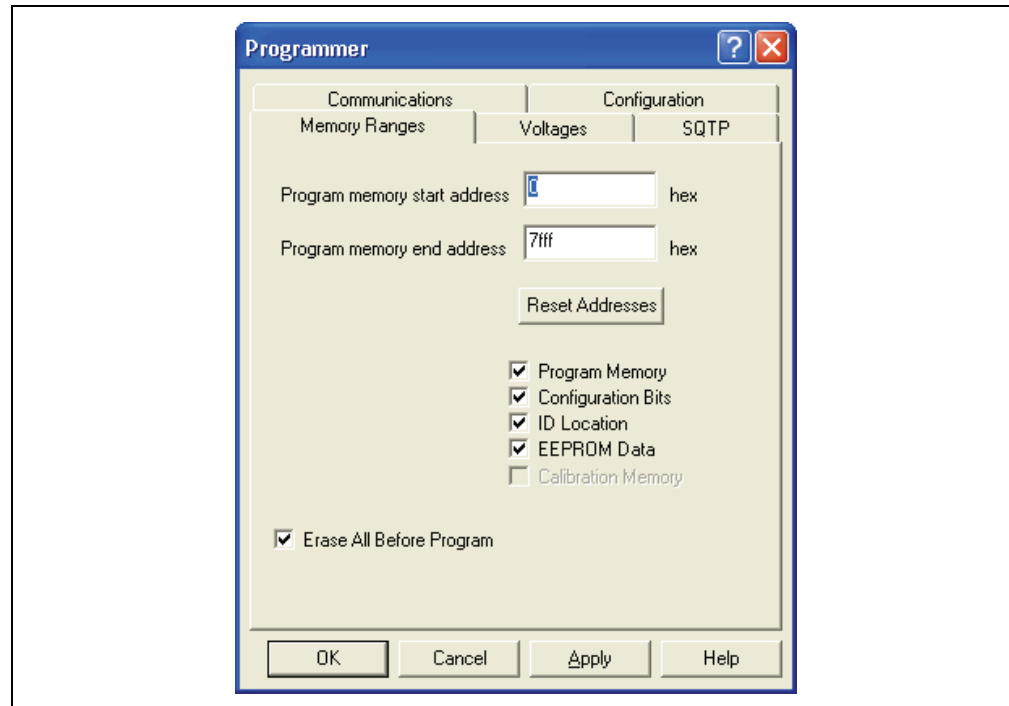 Programmer
Communications Configuration
Memory Ranges Voltages SQTP
Program memory start address 0 hex
Program memory end address 7fff hex
Reset Addresses
Program Memory
Configuration Bits
ID Location
EEPROM Data
Calibration Memory
Erase All Before Program
OK Cancel Apply Help